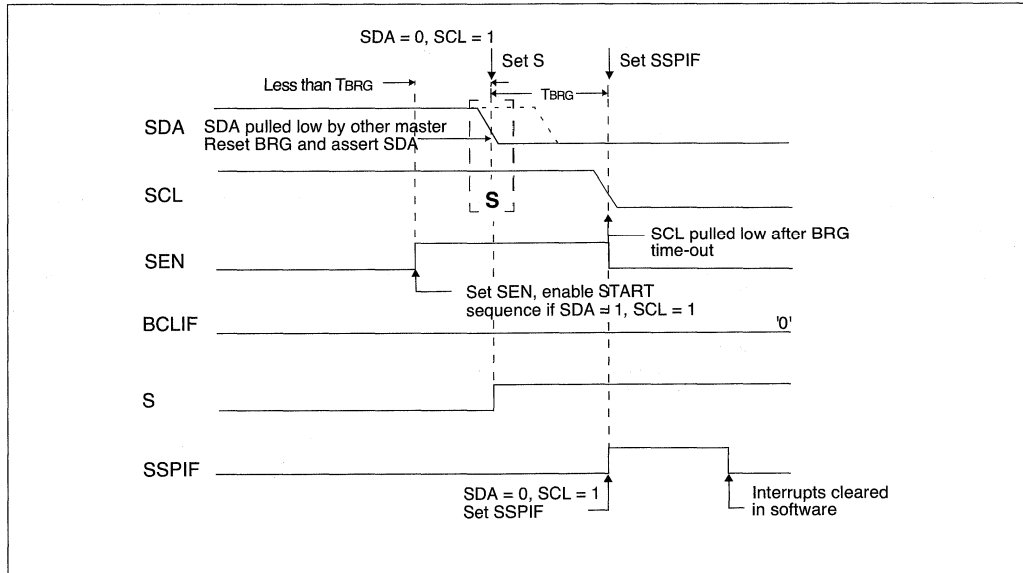 SDA = 0, SCL = 1
Set S
Set SSPIF
Less than TBRG
TBRG
SDA
SDA pulled low by other master
Reset BRG and assert SDA
SCL
S
SCL pulled low after BRG
time-out
SEN
Set SEN, enable START
sequence if SDA = 1, SCL = 1
BCLIF
'0'
S
SSPIF
SDA = 0, SCL = 1
Set SSPIF
Interrupts cleared
in software